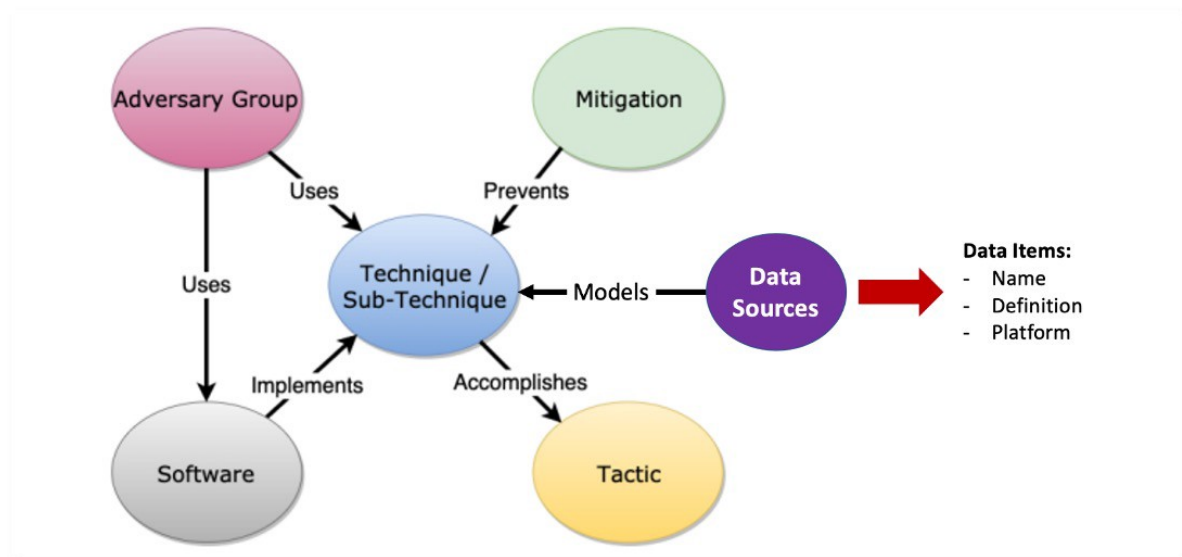 Adversary Group
Mitigation
Uses
Prevents
Uses
Technique /
Sub-Technique
Models
Data
Sources
Data Items:
- Name
- Definition
- Platform
Implements
Accomplishes
Software
Tactic